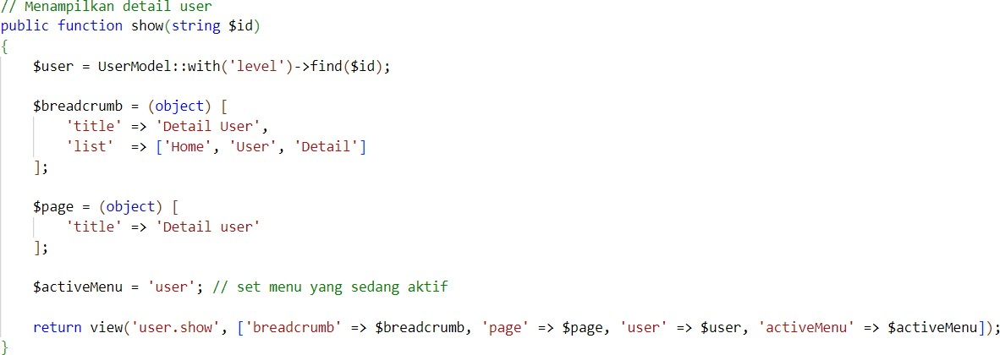 // Menampilkan detail user
public function show(string $id)
{
    $user = UserModel::with('level')->find($id);

    $breadcrumb = (object) [
        'title' => 'Detail User',
        'list'  => ['Home', 'User', 'Detail']
    ];

    $page = (object) [
        'title' => 'Detail user'
    ];

    $activeMenu = 'user'; // set menu yang sedang aktif

    return view('user.show', ['breadcrumb' => $breadcrumb, 'page' => $page, 'user' => $user, 'activeMenu' => $activeMenu]);
}